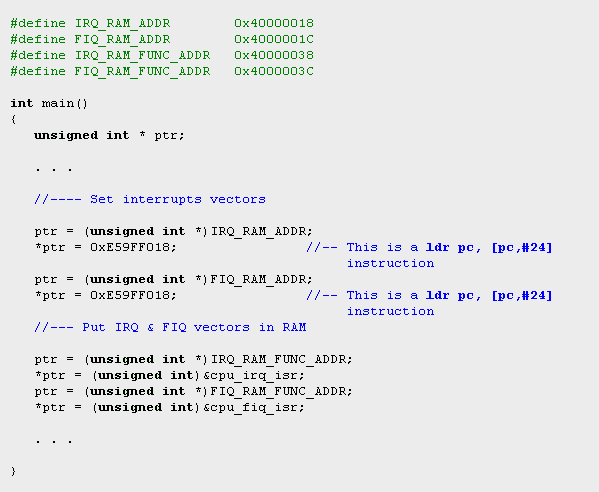 #define IRQ_RAM_ADDR        0x40000018
#define FIQ_RAM_ADDR        0x4000001C
#define IRQ_RAM_FUNC_ADDR   0x40000038
#define FIQ_RAM_FUNC_ADDR   0x4000003C
int main()
{
   unsigned int * ptr;
   . . .
   //---- Set interrupts vectors
   ptr = (unsigned int *)IRQ_RAM_ADDR;
   *ptr = 0xE59FF018;                //-- This is a ldr pc, [pc,#24]
                                          instruction
   ptr = (unsigned int *)FIQ_RAM_ADDR;
   *ptr = 0xE59FF018;                //-- This is a ldr pc, [pc,#24]
                                          instruction
   //--- Put IRQ & FIQ vectors in RAM
   ptr = (unsigned int *)IRQ_RAM_FUNC_ADDR;
   *ptr = (unsigned int)&cpu_irq_isr;
   ptr = (unsigned int *)FIQ_RAM_FUNC_ADDR;
   *ptr = (unsigned int)&cpu_fiq_isr;
   . . .
}